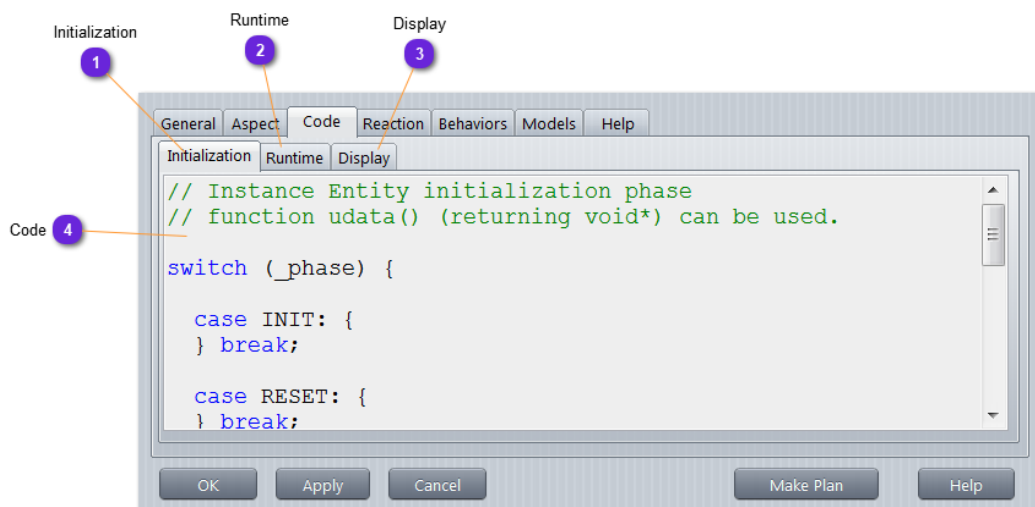 Runtime
Initialization
Display
1
2
3
General Aspect Code Reaction Behaviors Models Help
Initialization Runtime Display
// Instance Entity initialization phase
// function udata() (returning void*) can be used.
Code 4
switch (_phase) {
case INIT: {
} break;
case RESET: {
} break;
OK Apply Cancel Make Plan Help